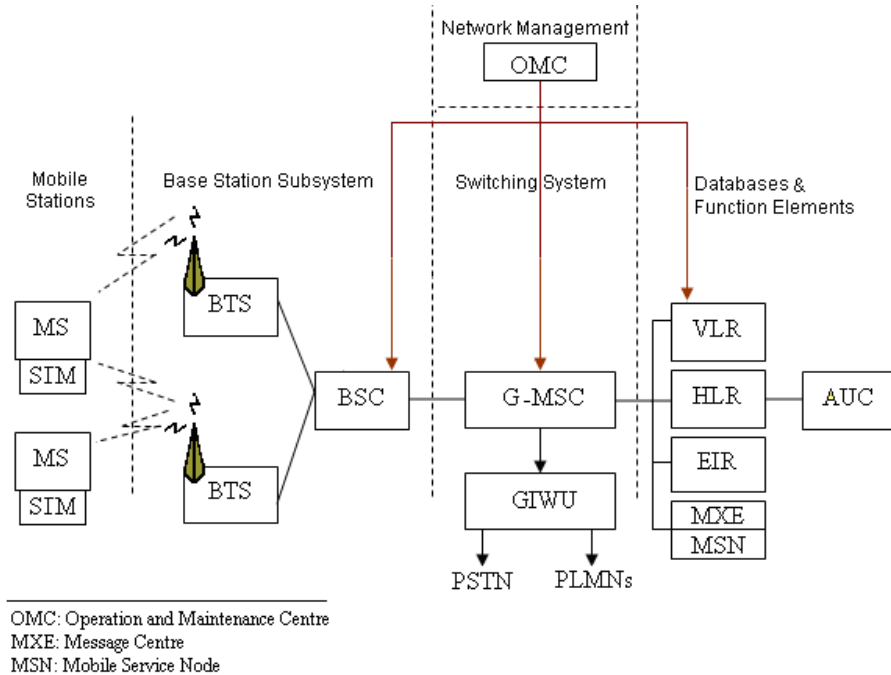 Network Management
OMC
Mobile
Stations
Base Station Subsystem
Switching System
Databases &
Function Elements
MS
SIM
BTS
VLR
BSC
G-MSC
HLR
AUC
MS
SIM
BTS
GIWU
EIR
MXE
MSN
PSTN
PLMNs
OMC: Operation and Maintenance Centre
MXE: Message Centre
MSN: Mobile Service Node